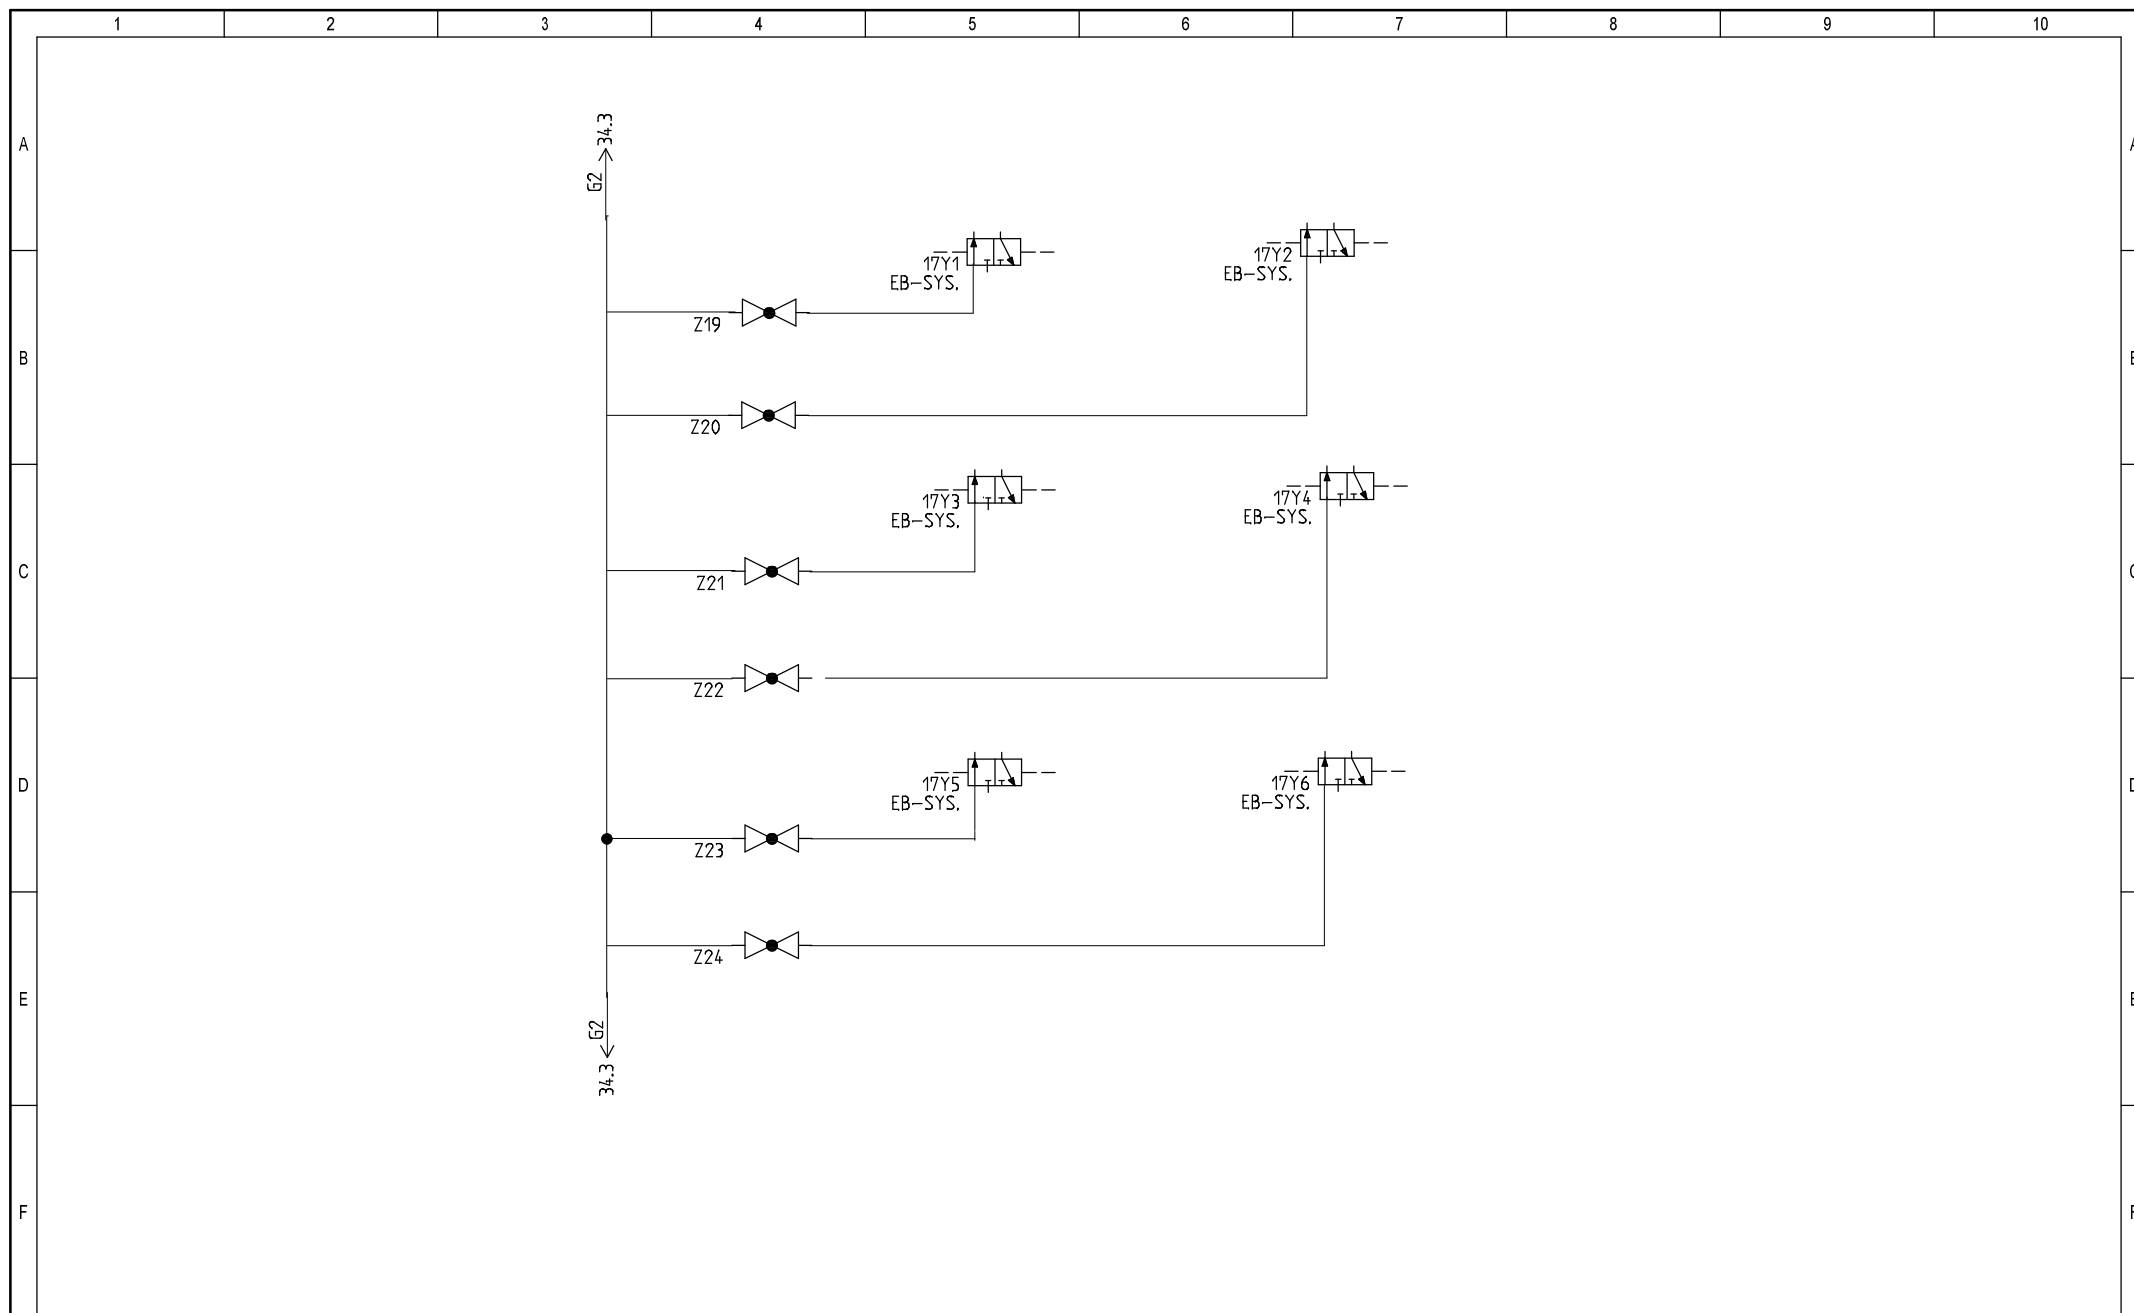 1 2 3 4 5 6 7 8 9 10
34.3
A A
G2
17Y1
EB-SYS.
17Y2
EB-SYS.
Z19
B
Z20
17Y3
EB-SYS.
17Y4
EB-SYS.
C
Z21
Z22
17Y5
EB-SYS.
17Y6
EB-SYS.
D
Z23
Z24
E
G2
34.3
F